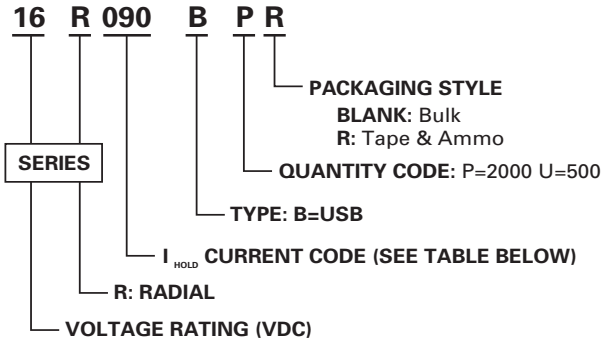 16 R 090 B P R
PACKAGING STYLE
BLANK: Bulk
R: Tape & Ammo
SERIES
QUANTITY CODE: P=2000 U=500
TYPE: B=USB
I HOLD CURRENT CODE (SEE TABLE BELOW)
R: RADIAL
VOLTAGE RATING (VDC)